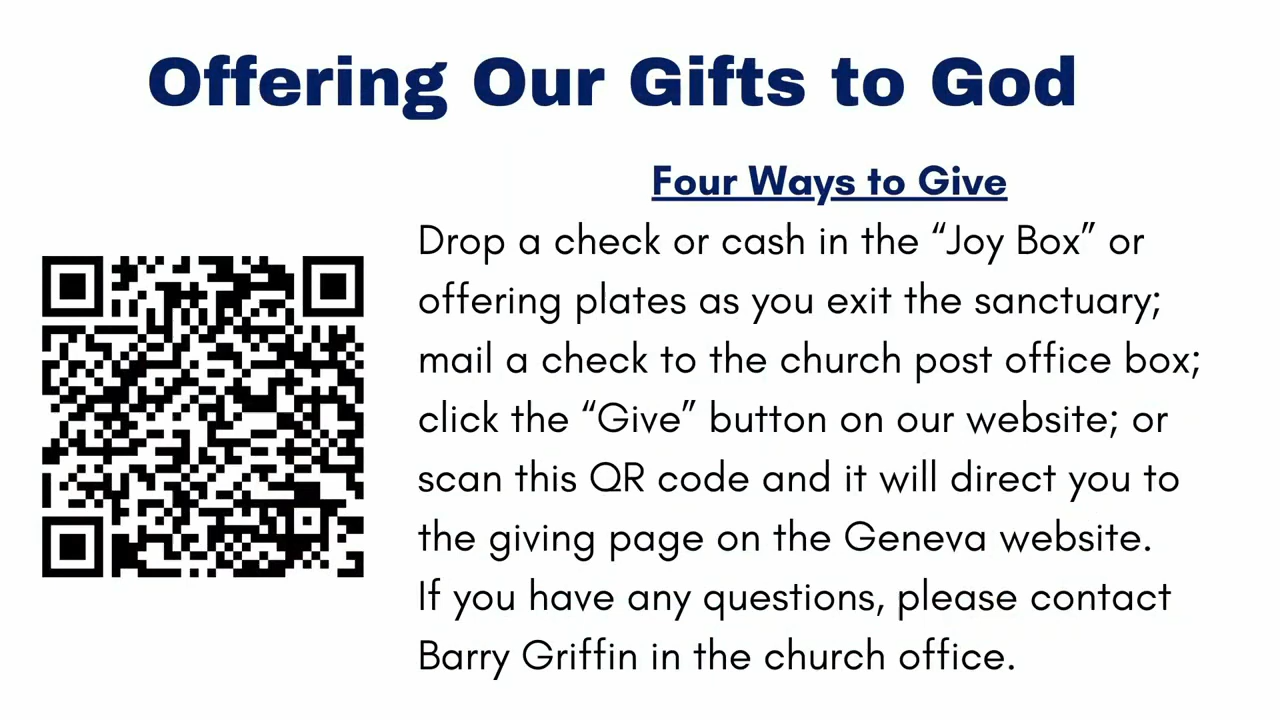 Offering Our Gifts to God
Four Ways to Give
Drop a check or cash in the “Joy Box” or
offering plates as you exit the sanctuary;
mail a check to the church post office box;
click the “Give” button on our website; or
scan this QR code and it will direct you to
the giving page on the Geneva website.
If you have any questions, please contact
Barry Griffin in the church office.